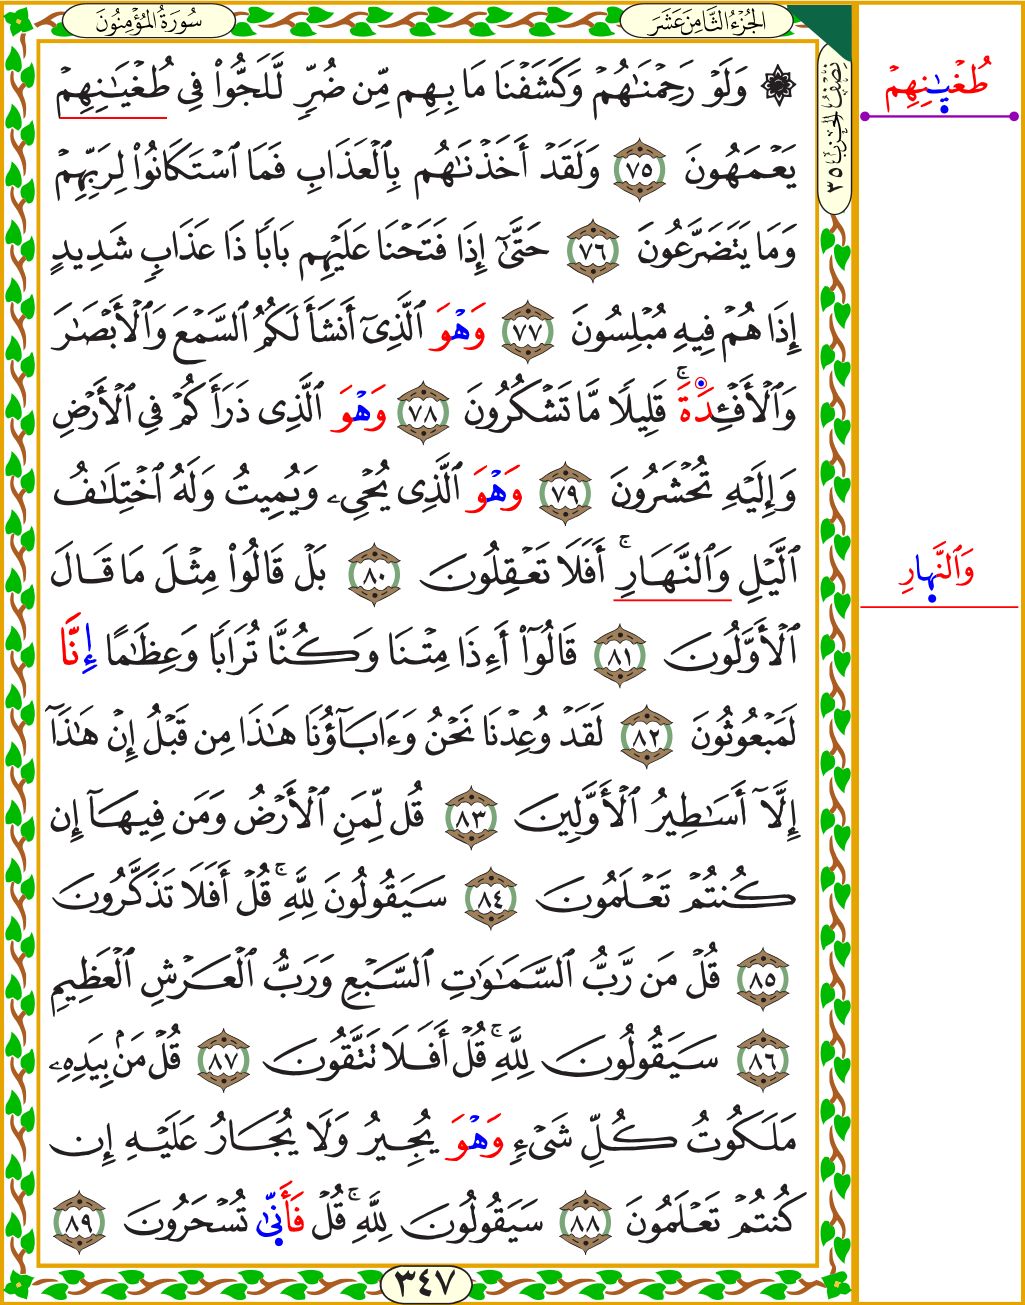 الجُزْءُ الثَّامِنَ عَشَرَ
سُورَةُ المُؤْمِنُونَ
نِصْفُ الحِزْبِ ٣٥
۞ وَلَوْ رَحِمْنَٰهُمْ وَكَشَفْنَا مَا بِهِم مِّن ضُرٍّ لَّلَجُّوا۟ فِى طُغْيَٰنِهِمْ
طُغْيَٰنِهِمْ
يَعْمَهُونَ ٧٥ وَلَقَدْ أَخَذْنَٰهُم بِٱلْعَذَابِ فَمَا ٱسْتَكَانُوا۟ لِرَبِّهِمْ
وَمَا يَتَضَرَّعُونَ ٧٦ حَتَّىٰٓ إِذَا فَتَحْنَا عَلَيْهِم بَابًا ذَا عَذَابٍ شَدِيدٍ
إِذَا هُمْ فِيهِ مُبْلِسُونَ ٧٧ وَهْوَ ٱلَّذِىٓ أَنشَأَ لَكُمُ ٱلسَّمْعَ وَٱلْأَبْصَٰرَ
وَٱلْأَفْـِٔدَةَ ۚ قَلِيلًا مَّا تَشْكُرُونَ ٧٨ وَهْوَ ٱلَّذِى ذَرَأَكُمْ فِى ٱلْأَرْضِ
وَإِلَيْهِ تُحْشَرُونَ ٧٩ وَهْوَ ٱلَّذِى يُحْىِۦ وَيُمِيتُ وَلَهُ ٱخْتِلَٰفُ
ٱلَّيْلِ وَٱلنَّهَارِ ۚ أَفَلَا تَعْقِلُونَ ٨٠ بَلْ قَالُوا۟ مِثْلَ مَا قَالَ
وَٱلنَّهِارِ
ٱلْأَوَّلُونَ ٨١ قَالُوٓا۟ أَءِذَا مِتْنَا وَكُنَّا تُرَابًا وَعِظَٰمًا إِنَّا
لَمَبْعُوثُونَ ٨٢ لَقَدْ وُعِدْنَا نَحْنُ وَءَابَآؤُنَا هَٰذَا مِن قَبْلُ إِنْ هَٰذَآ
إِلَّآ أَسَٰطِيرُ ٱلْأَوَّلِينَ ٨٣ قُل لِّمَنِ ٱلْأَرْضُ وَمَن فِيهَآ إِن
كُنتُمْ تَعْلَمُونَ ٨٤ سَيَقُولُونَ لِلَّهِ ۚ قُلْ أَفَلَا تَذَّكَّرُونَ
٨٥ قُلْ مَن رَّبُّ ٱلسَّمَٰوَٰتِ ٱلسَّبْعِ وَرَبُّ ٱلْعَرْشِ ٱلْعَظِيمِ
٨٦ سَيَقُولُونَ لِلَّهِ ۚ قُلْ أَفَلَا تَتَّقُونَ ٨٧ قُلْ مَنۢ بِيَدِهِۦ
مَلَكُوتُ كُلِّ شَىْءٍ وَهْوَ يُجِيرُ وَلَا يُجَارُ عَلَيْهِ إِن
كُنتُمْ تَعْلَمُونَ ٨٨ سَيَقُولُونَ لِلَّهِ ۚ قُلْ فَأَنِّىٰ تُسْحَرُونَ ٨٩
٣٤٧